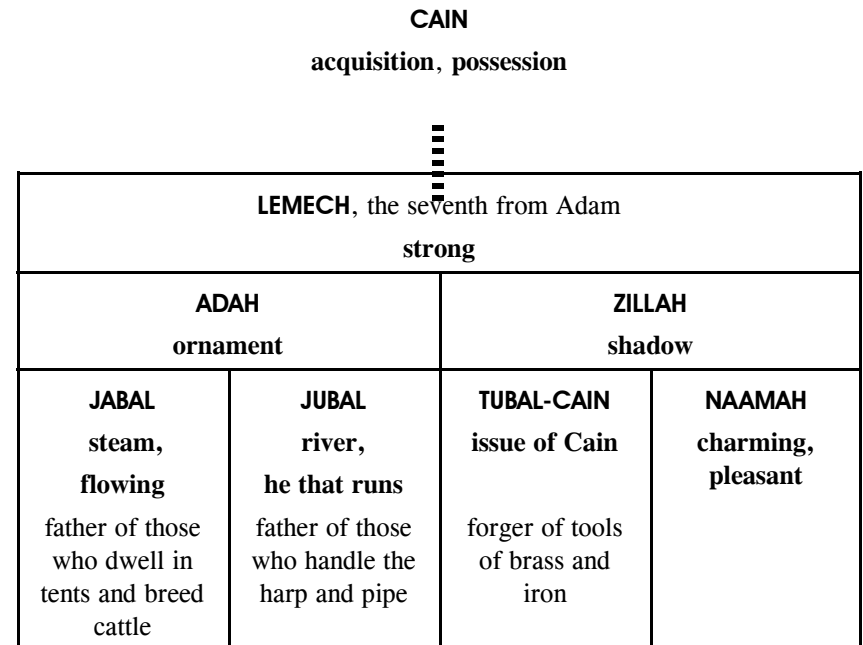 CAIN
acquisition, possession
LEMECH, the seventh from Adam
strong
ADAH
ornament
ZILLAH
shadow
JABAL
steam,
flowing
father of those
who dwell in
tents and breed
cattle
JUBAL
river,
he that runs
father of those
who handle the
harp and pipe
TUBAL-CAIN
issue of Cain
forger of tools
of brass and
iron
NAAMAH
charming,
pleasant